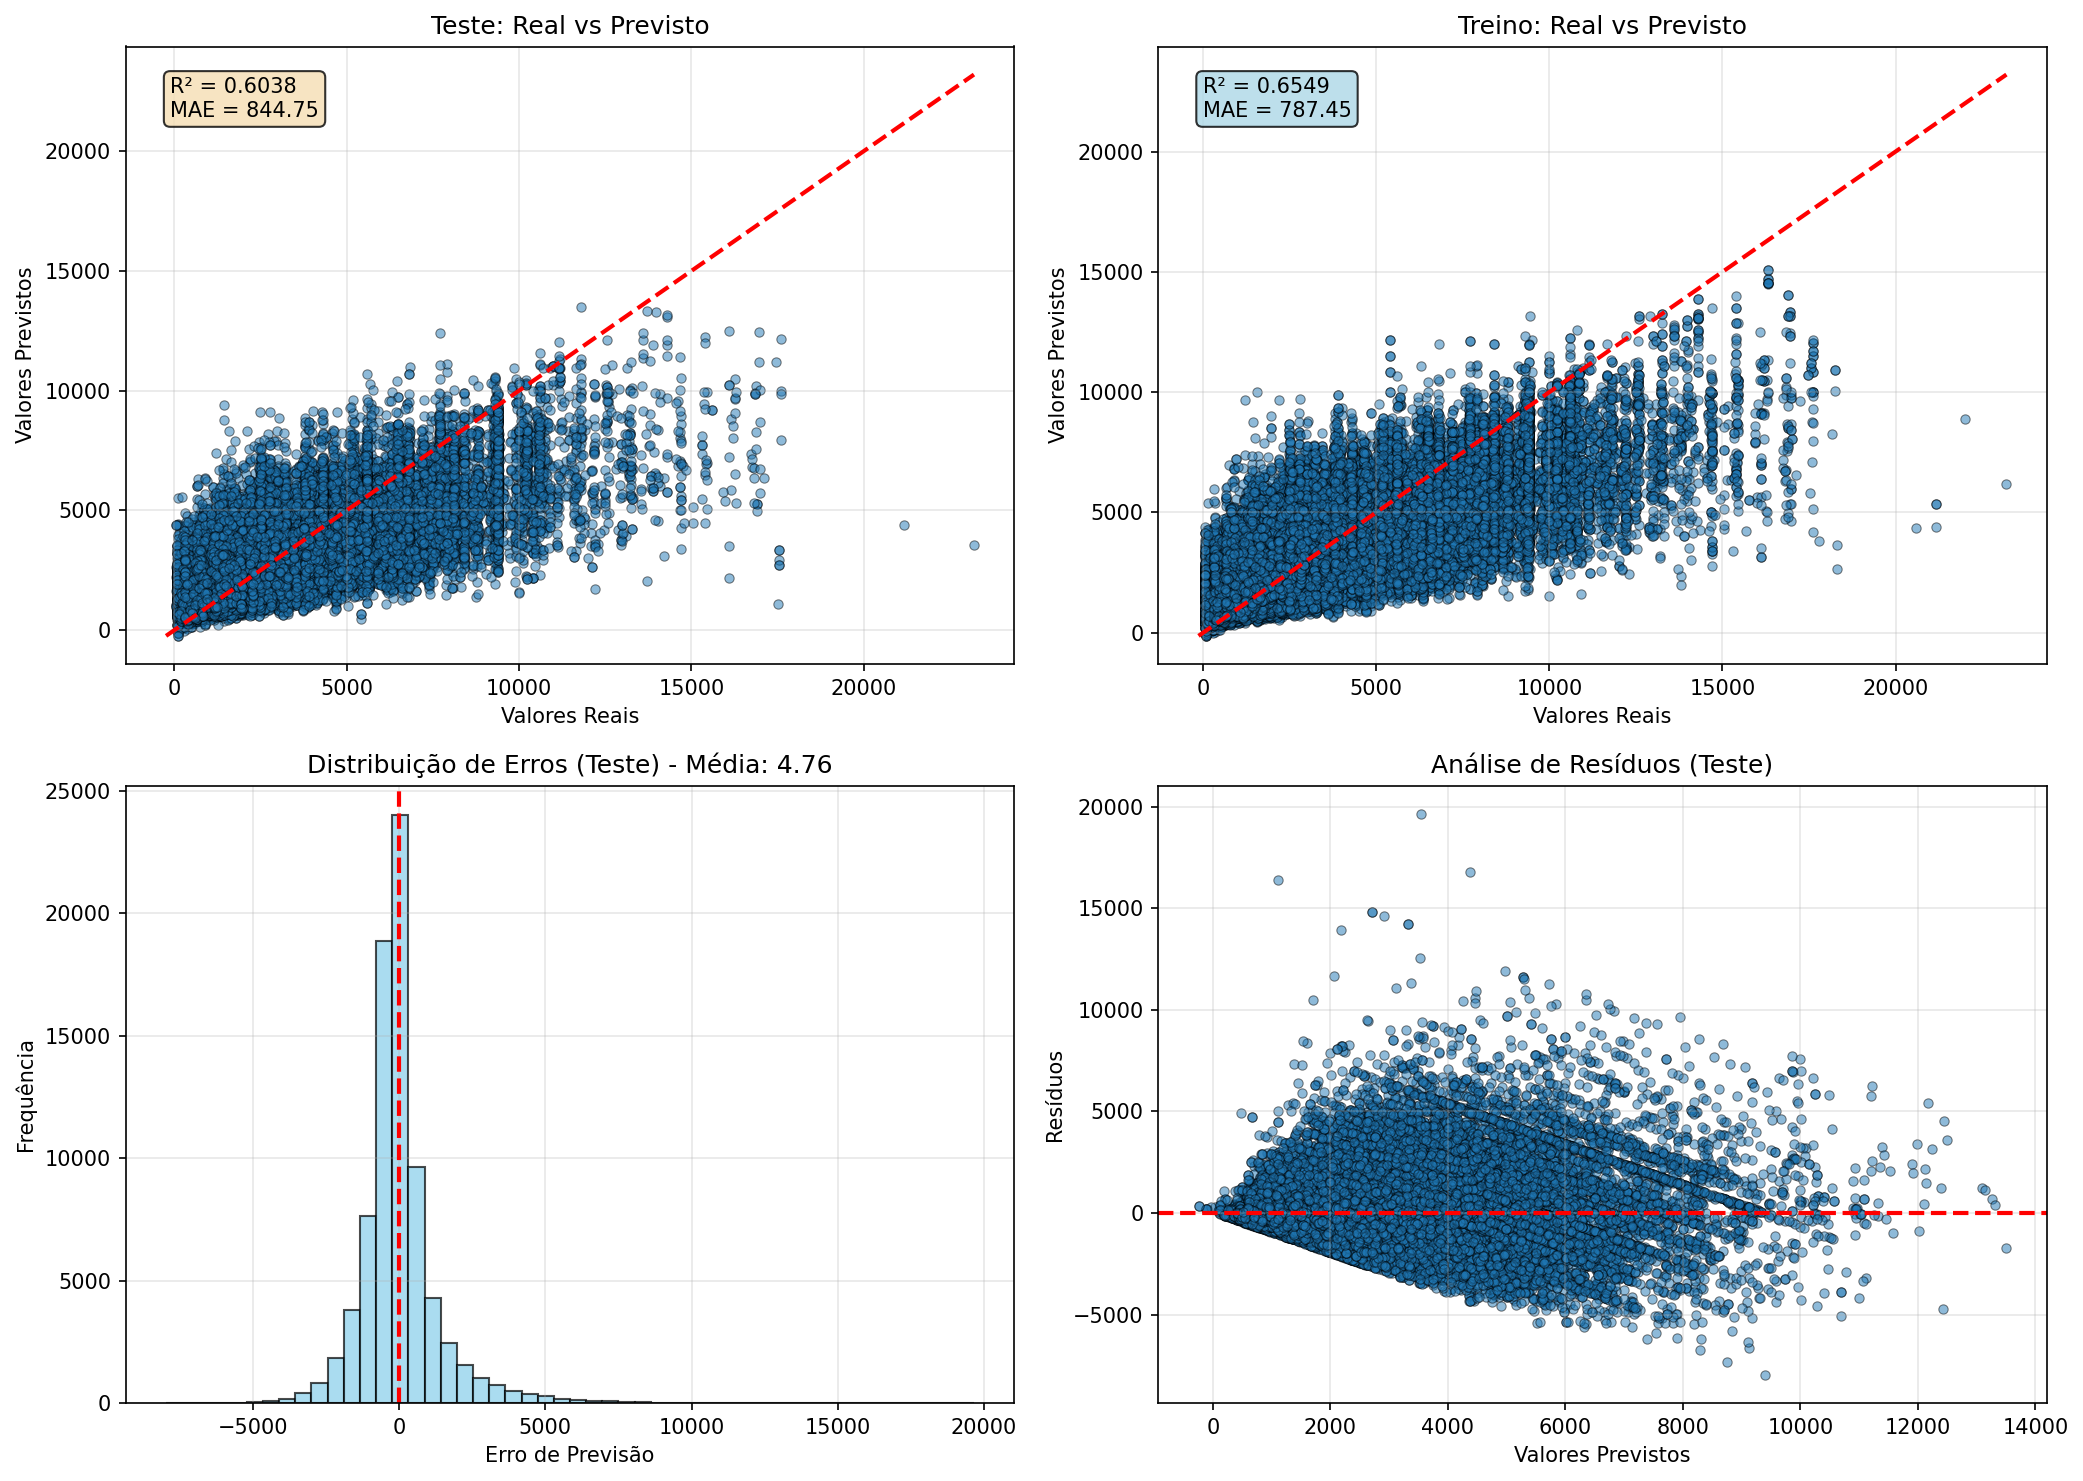 Teste: Real vs Previsto
R² = 0.6038
MAE = 844.75
20000
15000
10000
5000
0
Valores Previstos
0
5000
10000
15000
20000
Valores Reais
Treino: Real vs Previsto
R² = 0.6549
MAE = 787.45
20000
15000
10000
5000
0
Valores Previstos
0
5000
10000
15000
20000
Valores Reais
Distribuição de Erros (Teste) - Média: 4.76
25000
20000
15000
10000
5000
0
Frequência
−5000
0
5000
10000
15000
20000
Erro de Previsão
Análise de Resíduos (Teste)
20000
15000
10000
5000
0
−5000
Resíduos
0
2000
4000
6000
8000
10000
12000
14000
Valores Previstos